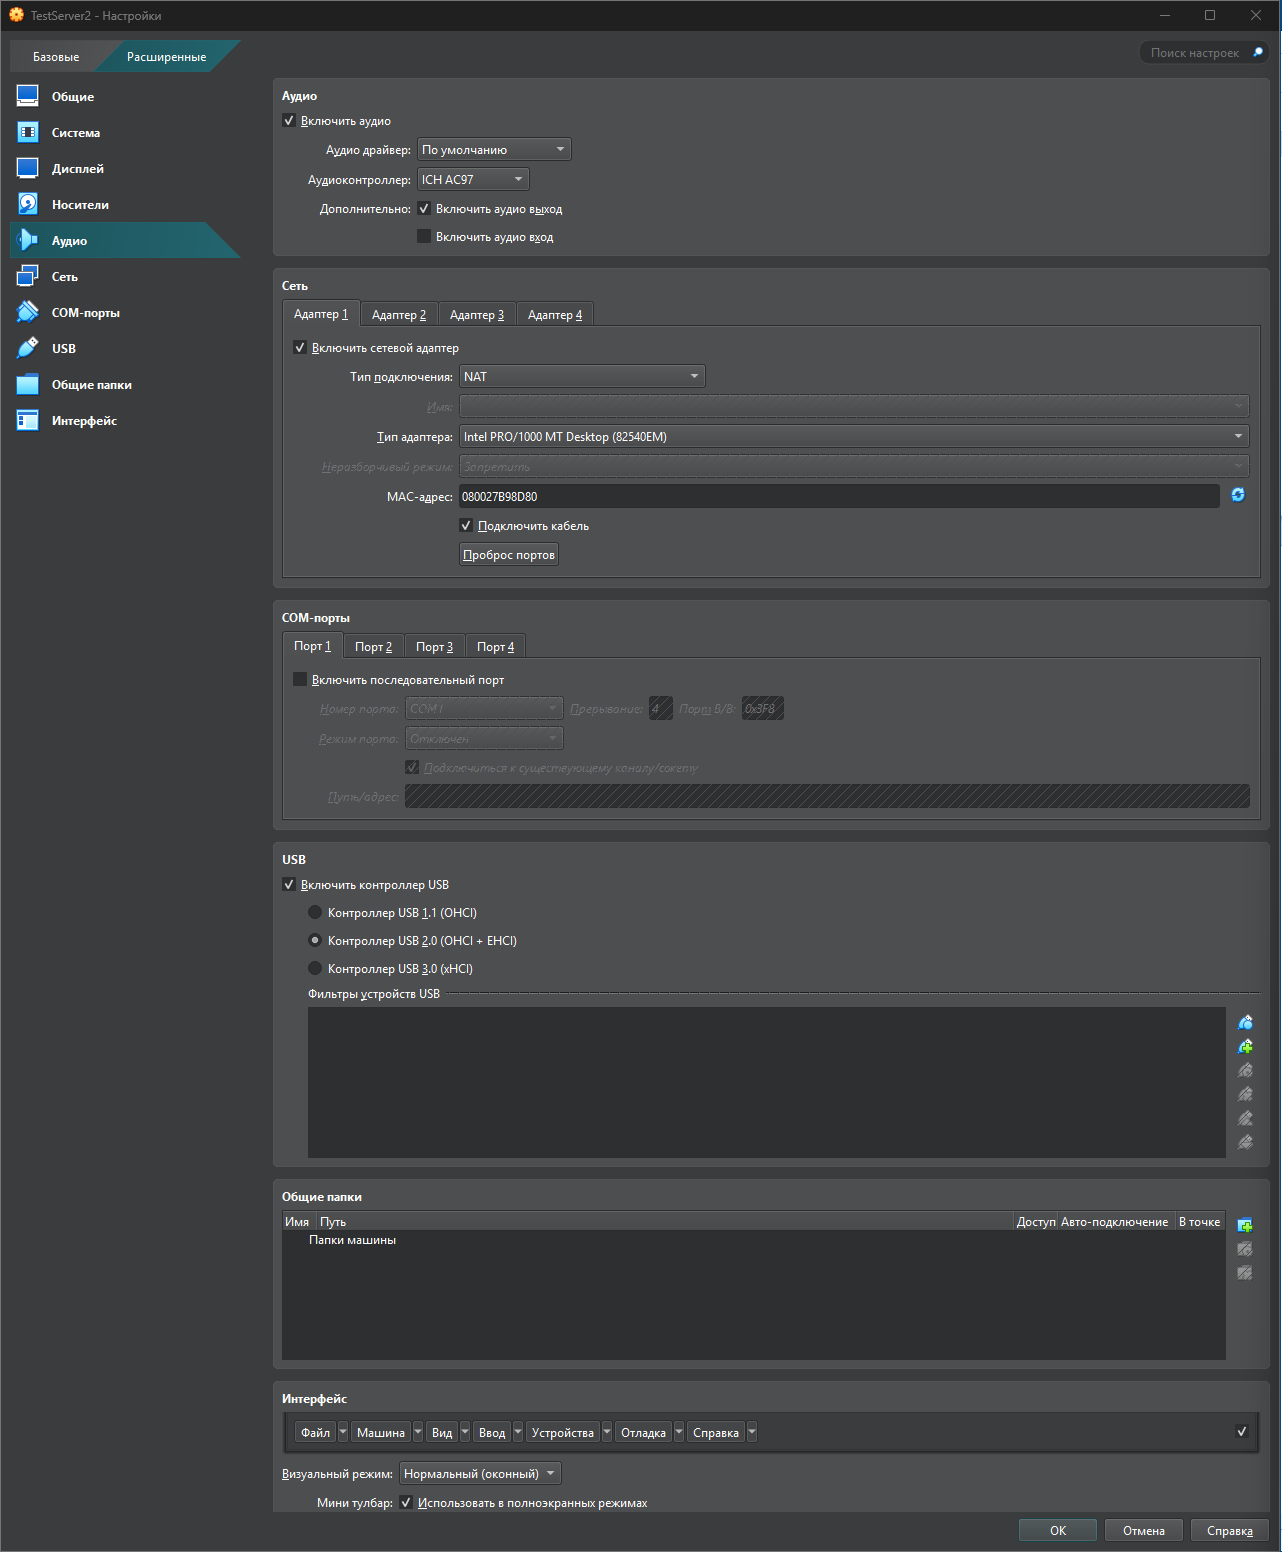 TestServer2 - Настройки
Базовые
Расширенные
Поиск настроек
Общие
Система
Дисплей
Носители
Аудио
Сеть
COM-порты
USB
Общие папки
Интерфейс
Аудио
Включить аудио
Аудио драйвер: По умолчанию
Аудиоконтроллер: ICH AC97
Дополнительно: Включить аудио выход
Включить аудио вход
Сеть
Адаптер 1 Адаптер 2 Адаптер 3 Адаптер 4
Включить сетевой адаптер
Тип подключения: NAT
Имя:
Тип адаптера: Intel PRO/1000 MT Desktop (82540EM)
Неразборчивый режим: Запретить
MAC-адрес: 080027B98D80
Подключить кабель
Проброс портов
COM-порты
Порт 1 Порт 2 Порт 3 Порт 4
Включить последовательный порт
Номер порта: COM1 Прерывание: 4 Порт В/В: 0x3F8
Режим порта: Отключен
Подключиться к существующему каналу/сокету
Путь/адрес:
USB
Включить контроллер USB
Контроллер USB 1.1 (OHCI)
Контроллер USB 2.0 (OHCI + EHCI)
Контроллер USB 3.0 (xHCI)
Фильтры устройств USB
Общие папки
Имя Путь Доступ Авто-подключение В точке
Папки машины
Интерфейс
Файл Машина Вид Ввод Устройства Отладка Справка
Визуальный режим: Нормальный (оконный)
Мини тулбар: Использовать в полноэкранных режимах
OK Отмена Справка